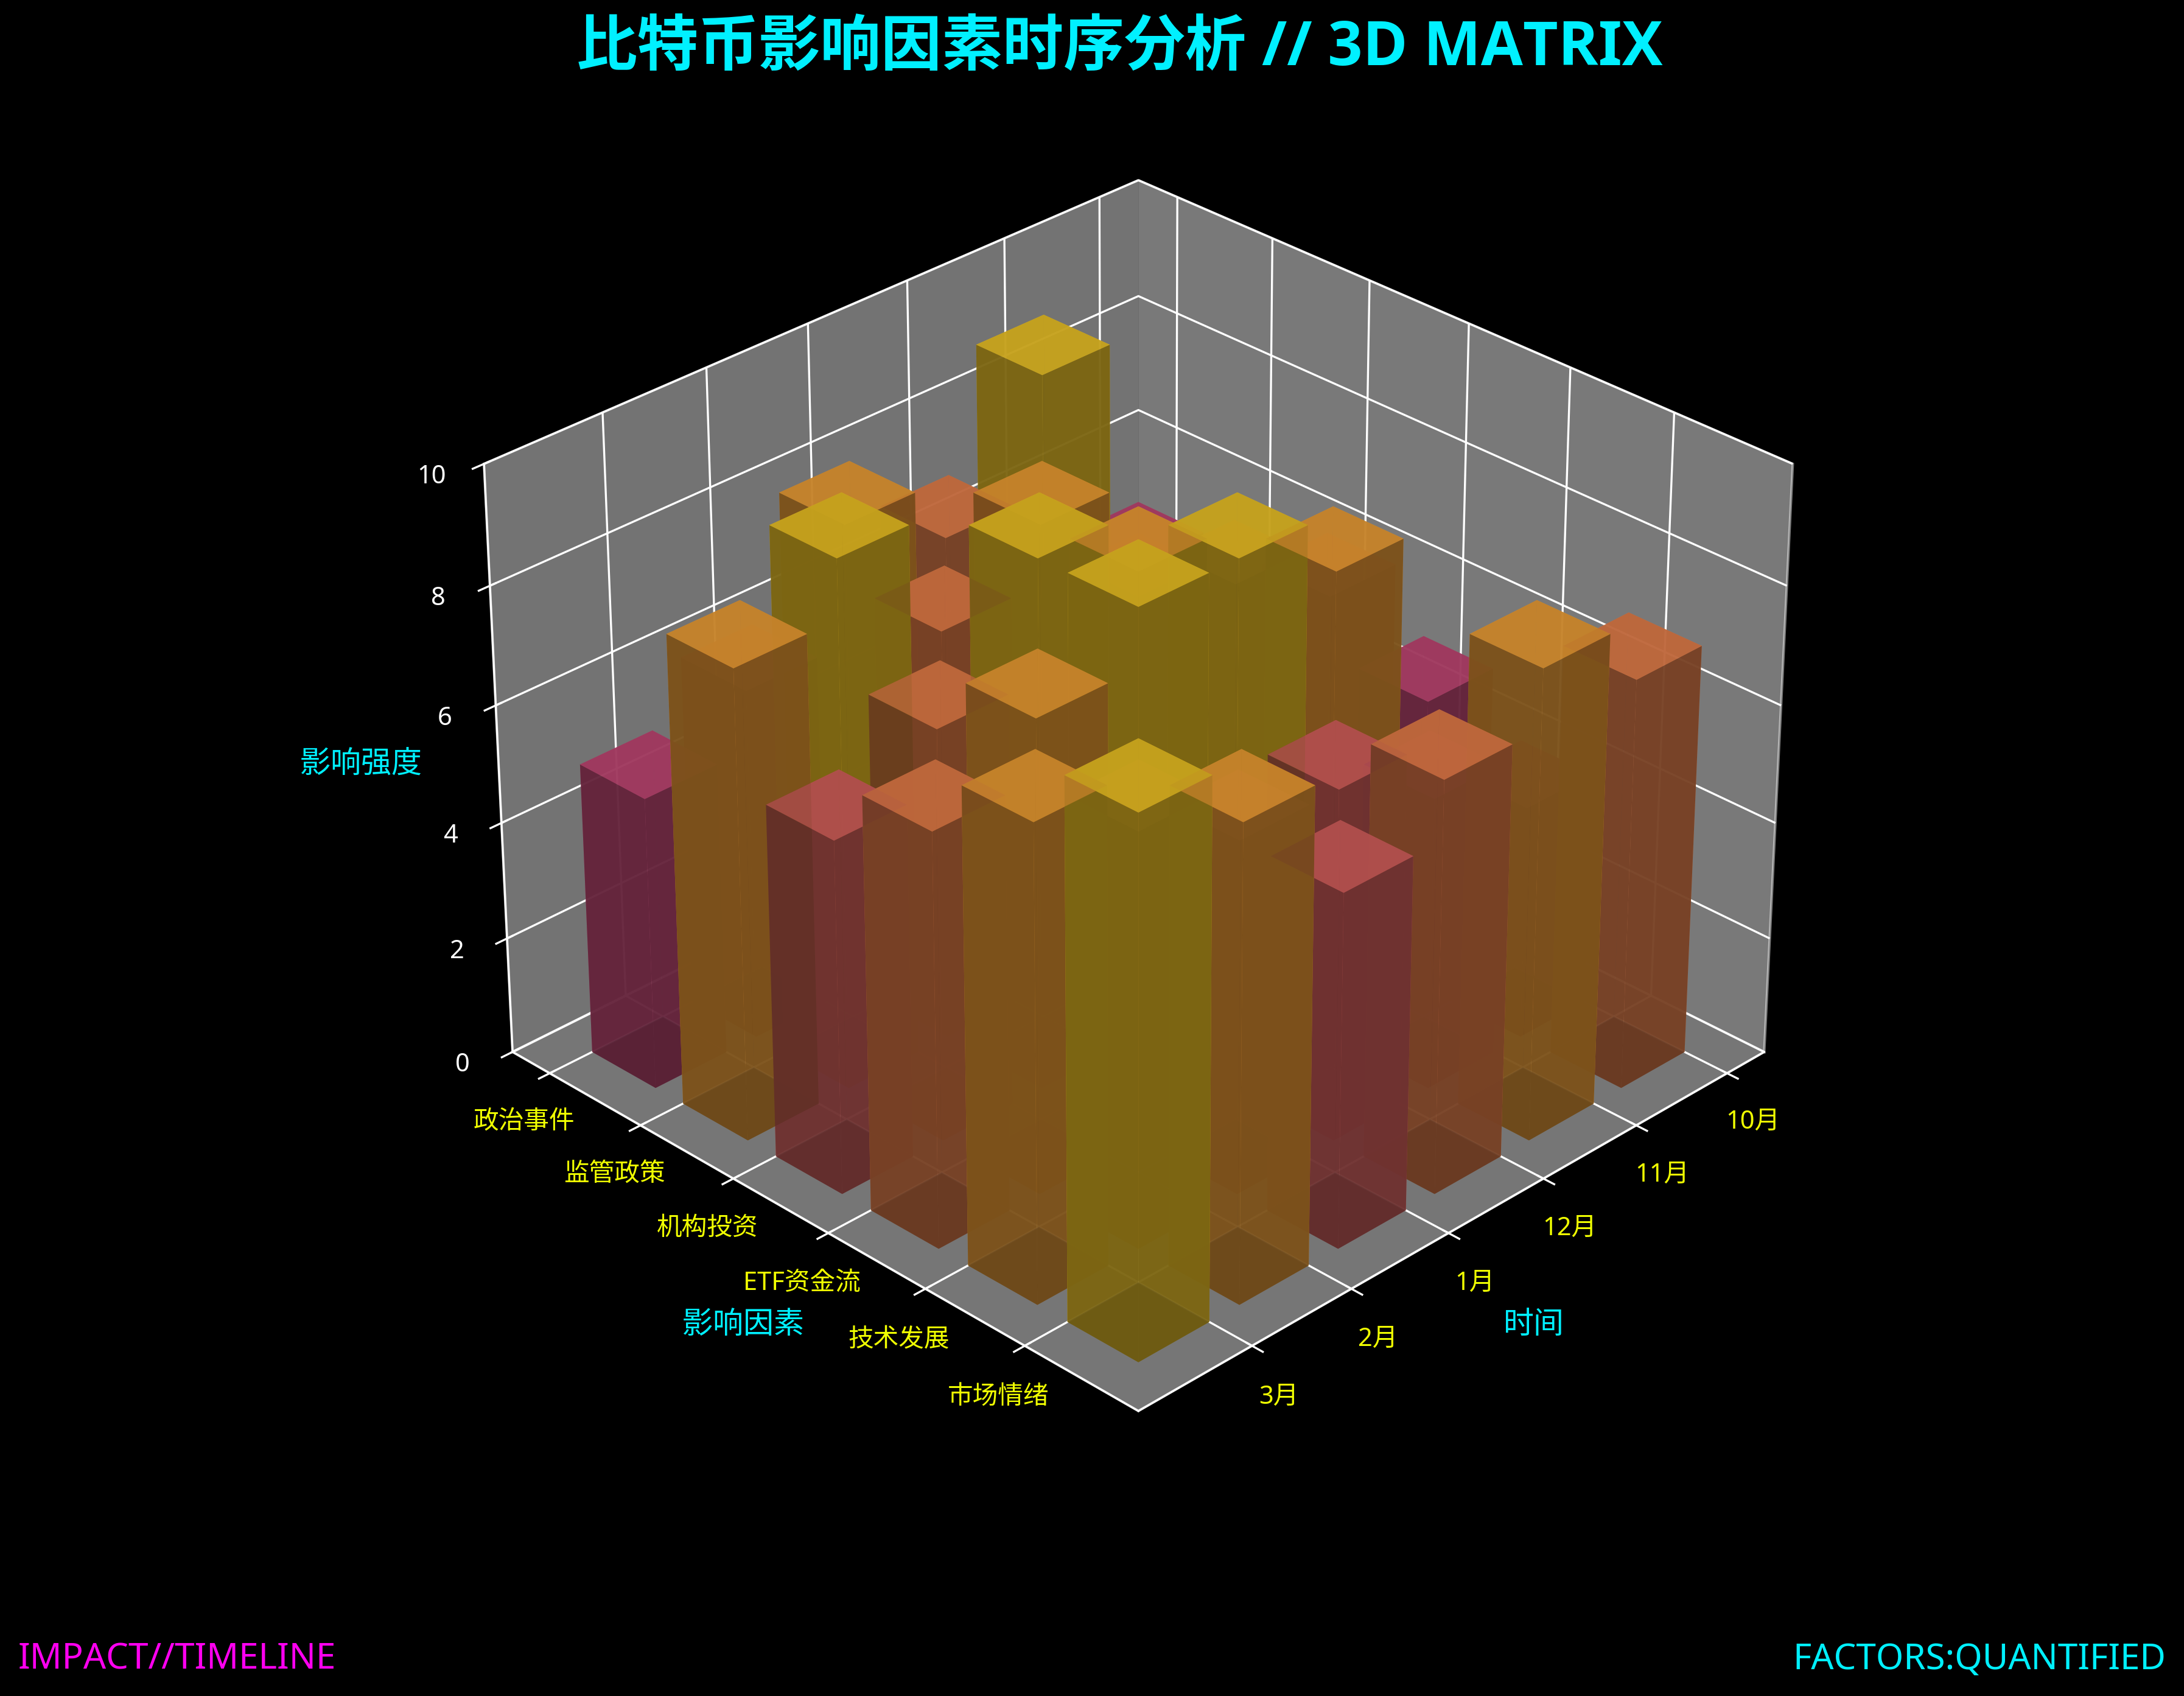 比特币影响因素时序分析 // 3D MATRIX
10
8
6
4
2
0
影响强度
政治事件
监管政策
机构投资
ETF资金流
技术发展
市场情绪
影响因素
10月
11月
12月
1月
2月
3月
时间
IMPACT//TIMELINE
FACTORS:QUANTIFIED